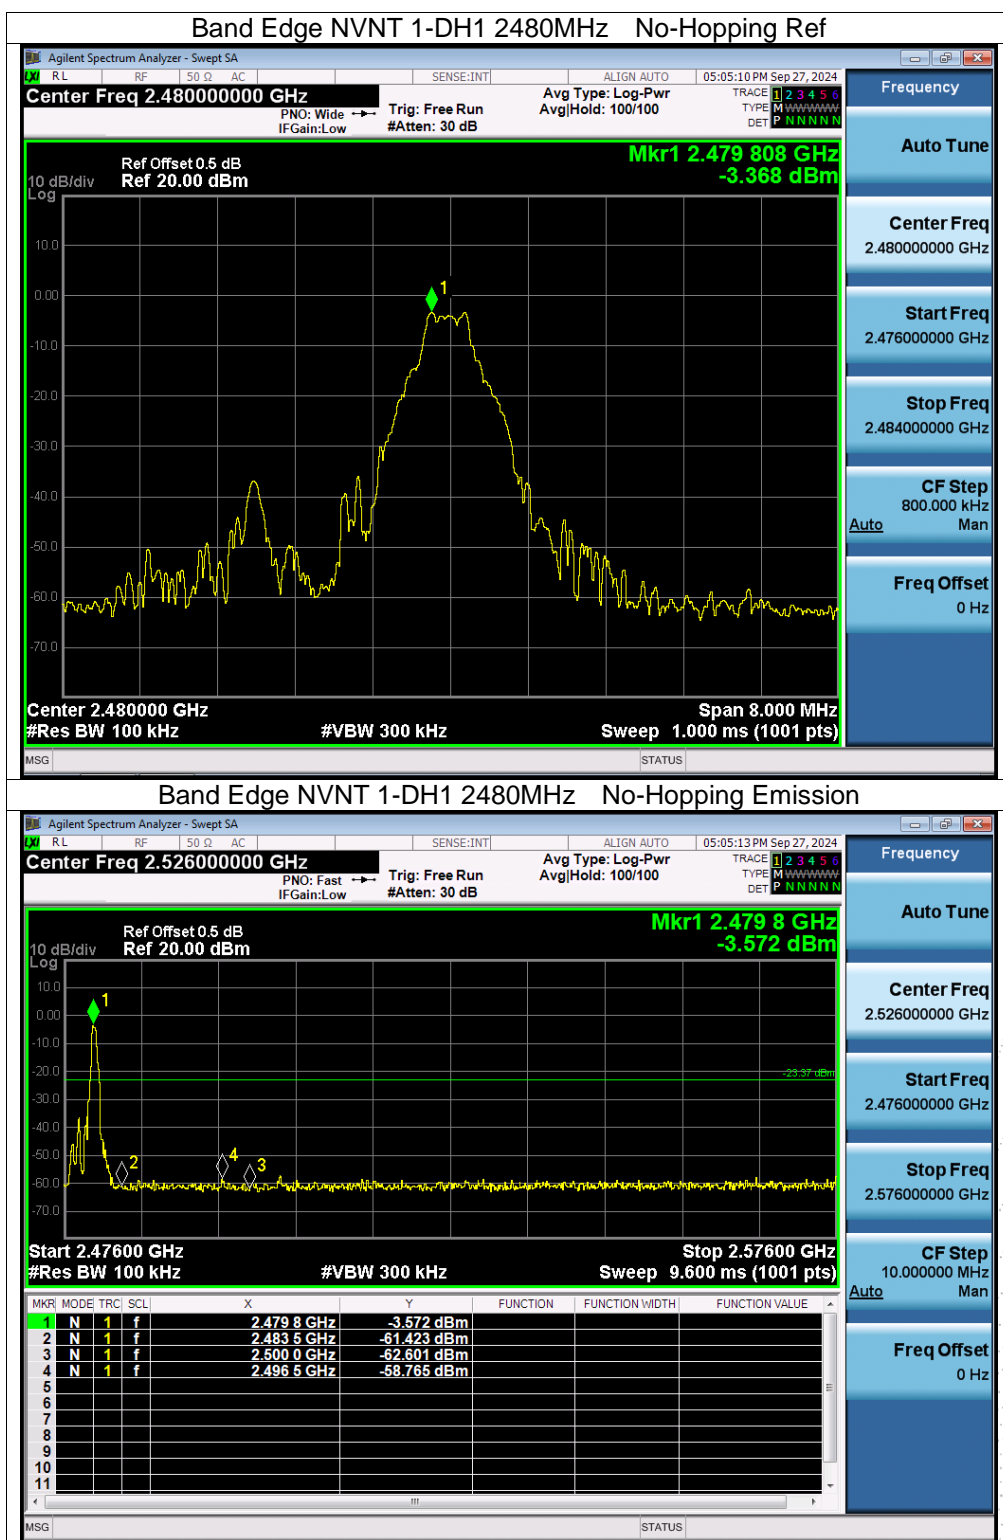 Band Edge NVNT 1-DH1 2480MHz No-Hopping Ref
Agilent Spectrum Analyzer - Swept SA
LXI RL RF 50 Ω AC SENSE:INT ALIGN AUTO 05:05:10 PM Sep 27, 2024
Center Freq 2.480000000 GHz
PNO: Wide
IFGain:Low
Trig: Free Run
#Atten: 30 dB
Avg Type: Log-Pwr
Avg|Hold: 100/100
TRACE 1 2 3 4 5 6
TYPE M WWWWW
DET P N N N N N
Frequency
Auto Tune
Center Freq
2.480000000 GHz
Start Freq
2.476000000 GHz
Stop Freq
2.484000000 GHz
CF Step
800.000 kHz
Auto Man
Freq Offset
0 Hz
Mkr1 2.479 808 GHz
-3.368 dBm
Ref Offset 0.5 dB
10 dB/div Ref 20.00 dBm
Log
10.0
0.00
-10.0
-20.0
-30.0
-40.0
-50.0
-60.0
-70.0
1
Center 2.480000 GHz Span 8.000 MHz
#Res BW 100 kHz #VBW 300 kHz Sweep 1.000 ms (1001 pts)
MSG STATUS
Band Edge NVNT 1-DH1 2480MHz No-Hopping Emission
Agilent Spectrum Analyzer - Swept SA
LXI RL RF 50 Ω AC SENSE:INT ALIGN AUTO 05:05:13 PM Sep 27, 2024
Center Freq 2.526000000 GHz
PNO: Fast
IFGain:Low
Trig: Free Run
#Atten: 30 dB
Avg Type: Log-Pwr
Avg|Hold: 100/100
TRACE 1 2 3 4 5 6
TYPE M WWWWW
DET P N N N N N
Frequency
Auto Tune
Center Freq
2.526000000 GHz
Start Freq
2.476000000 GHz
Stop Freq
2.576000000 GHz
CF Step
10.000000 MHz
Auto Man
Freq Offset
0 Hz
Mkr1 2.479 8 GHz
-3.572 dBm
Ref Offset 0.5 dB
10 dB/div Ref 20.00 dBm
Log
10.0
0.00
-10.0
-20.0
-30.0
-40.0
-50.0
-60.0
-70.0
1
-23.37 dBm
2
4
3
Start 2.47600 GHz Stop 2.57600 GHz
#Res BW 100 kHz #VBW 300 kHz Sweep 9.600 ms (1001 pts)
MKR MODE TRC SCL X Y FUNCTION FUNCTION WIDTH FUNCTION VALUE
1 N 1 f 2.479 8 GHz -3.572 dBm
2 N 1 f 2.483 5 GHz -61.423 dBm
3 N 1 f 2.500 0 GHz -62.601 dBm
4 N 1 f 2.496 5 GHz -58.765 dBm
5
6
7
8
9
10
11
MSG STATUS